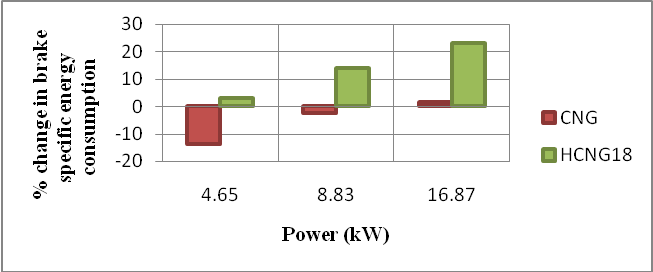 % change in brake
specific energy
consumption
30
20
10
0
-10
-20
4.65 8.83 16.87
Power (kW)
CNG
HCNG18